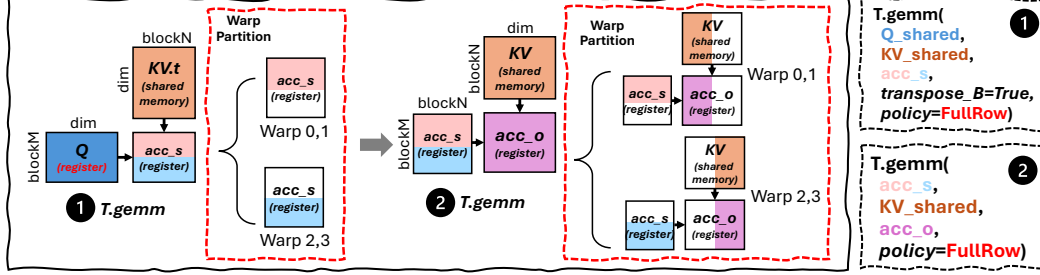 blockN
dim
KV.t
(shared
memory)
dim
blockM
Q
(register)
acc_s
(register)
1 T.gemm
Warp
Partition
acc_s
(register)
Warp 0,1
acc_s
(register)
Warp 2,3
dim
blockN
KV
(shared
memory)
blockN
blockM
acc_s
(register)
acc_o
(register)
2 T.gemm
Warp
Partition
KV
(shared
memory)
Warp 0,1
acc_s
(register)
acc_o
(register)
KV
(shared
memory)
Warp 2,3
acc_s
(register)
acc_o
(register)
T.gemm(
1
Q_shared,
KV_shared,
acc_s,
transpose_B=True,
policy=FullRow)
T.gemm(
2
acc_s,
KV_shared,
acc_o,
policy=FullRow)